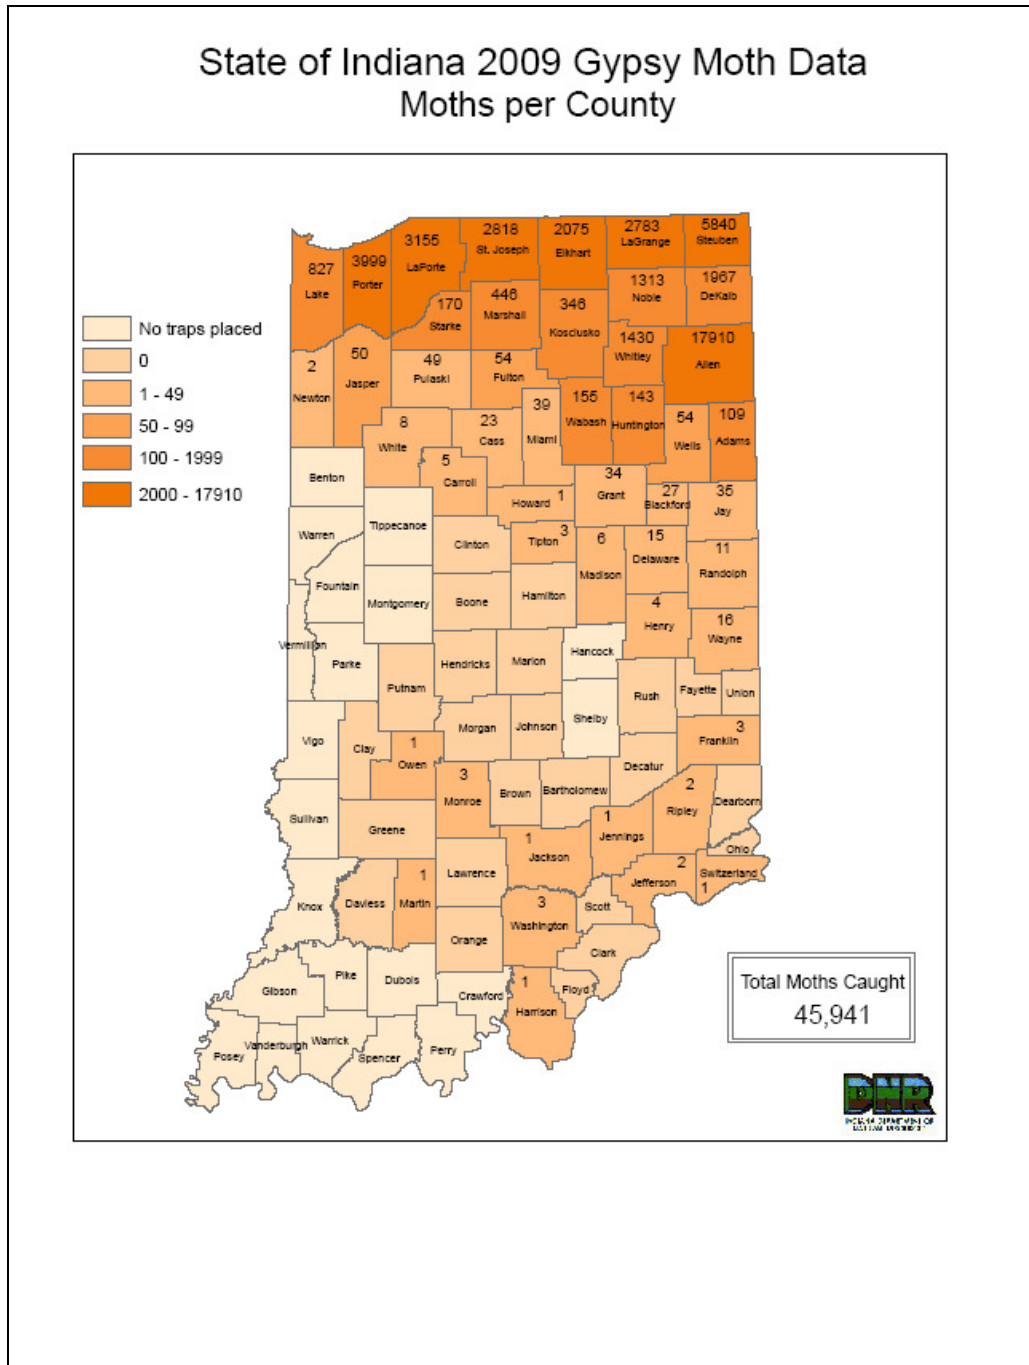 State of Indiana 2009 Gypsy Moth Data
Moths per County
2818
2075
2783
5840
3155
St. Joseph
Elkhart
LaGrange
Steuben
3999
LaPorte
827
Porter
Lake
1313
1967
170
446
346
Noble
DeKalb
Starke
Marshall
Kosciusko
No traps placed
0
1 - 49
50 - 99
100 - 1999
2000 - 17910
1430
17910
Whitley
Allen
2
50
49
54
Newton
Jasper
Pulaski
Fulton
155
143
54
109
Wabash
Huntington
Wells
Adams
8
23
39
White
Cass
Miami
5
34
27
35
Carroll
Grant
Blackford
Jay
Benton
Howard 1
Tippecanoe
Warren
Clinton
Tipton 3
6
15
11
Madison
Delaware
Randolph
Fountain
Montgomery
Boone
Hamilton
4
16
Henry
Wayne
Vermillion
Parke
Hendricks
Marion
Hancock
Putnam
Rush
Fayette
Union
Morgan
Johnson
Shelby
3
Franklin
Vigo
Clay
1
Owen
Decatur
3
Monroe
Brown
Bartholomew
2
Ripley
Dearborn
Sullivan
Greene
1
Jackson
1
Jennings
Ohio
Lawrence
2
Jefferson
Switzerland
1
Knox
Daviess
1
Martin
3
Washington
Scott
Orange
Clark
Pike
Dubois
Gibson
Crawford
1
Harrison
Floyd
Posey
Vanderburgh
Warrick
Spencer
Perry
Total Moths Caught
45,941
DNR
INDIANA DEPARTMENT OF
NATURAL RESOURCES